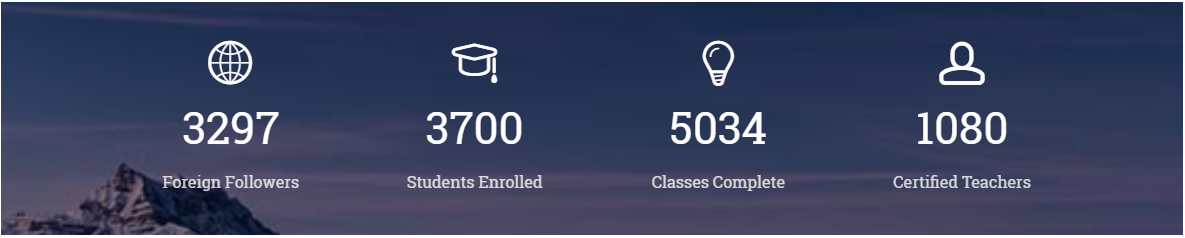 3297
3700
5034
1080
Foreign Followers
Students Enrolled
Classes Complete
Certified Teachers